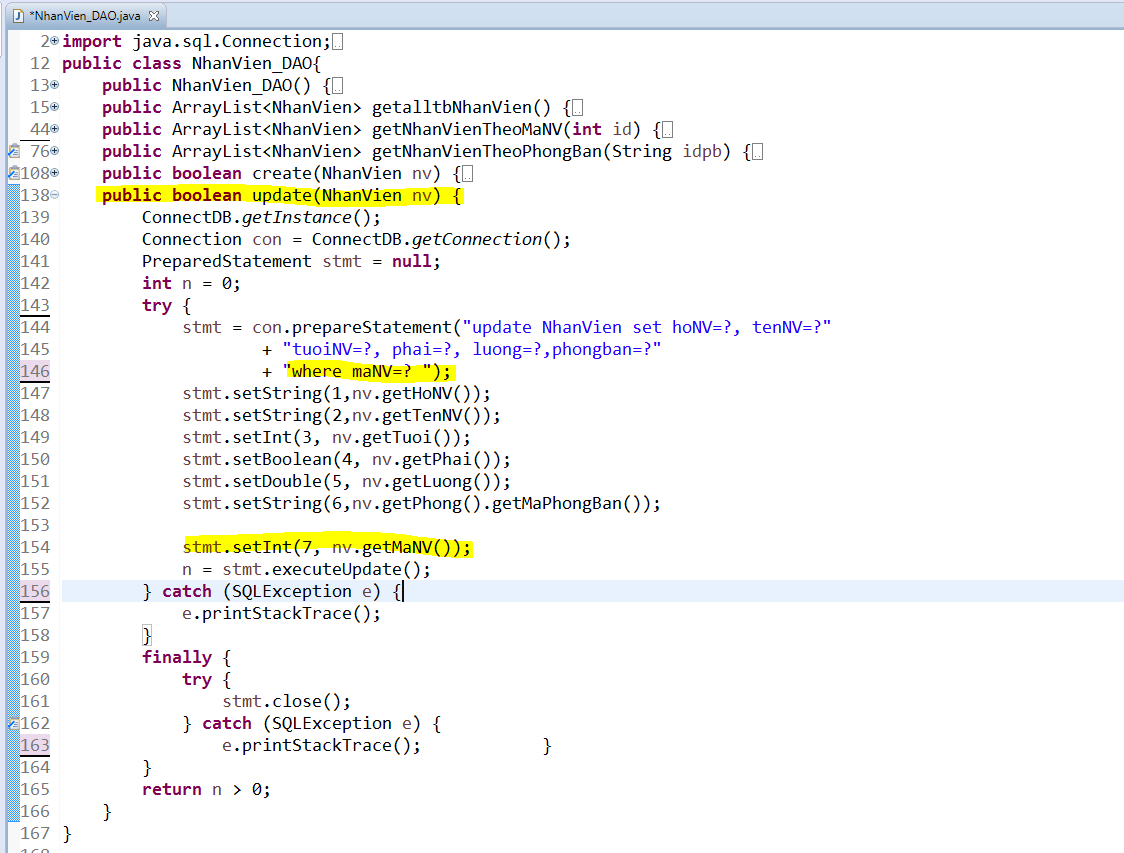 *NhanVien_DAO.java
2 import java.sql.Connection;
12 public class NhanVien_DAO{
13 public NhanVien_DAO() {
15 public ArrayList<NhanVien> getalltbNhanVien() {
44 public ArrayList<NhanVien> getNhanVienTheoMaNV(int id) {
76 public ArrayList<NhanVien> getNhanVienTheoPhongBan(String idpb) {
108 public boolean create(NhanVien nv) {
138 public boolean update(NhanVien nv) {
139 ConnectDB.getInstance();
140 Connection con = ConnectDB.getConnection();
141 PreparedStatement stmt = null;
142 int n = 0;
143 try {
144 stmt = con.prepareStatement("update NhanVien set hoNV=?, tenNV=?"
145 + "tuoiNV=?, phai=?, luong=?,phongban=?"
146 + "where maNV=? ");
147 stmt.setString(1,nv.getHoNV());
148 stmt.setString(2,nv.getTenNV());
149 stmt.setInt(3, nv.getTuoi());
150 stmt.setBoolean(4, nv.getPhai());
151 stmt.setDouble(5, nv.getLuong());
152 stmt.setString(6,nv.getPhong().getMaPhongBan());
153
154 stmt.setInt(7, nv.getMaNV());
155 n = stmt.executeUpdate();
156 } catch (SQLException e) {
157 e.printStackTrace();
158 }
159 finally {
160 try {
161 stmt.close();
162 } catch (SQLException e) {
163 e.printStackTrace(); }
164 }
165 return n > 0;
166 }
167 }